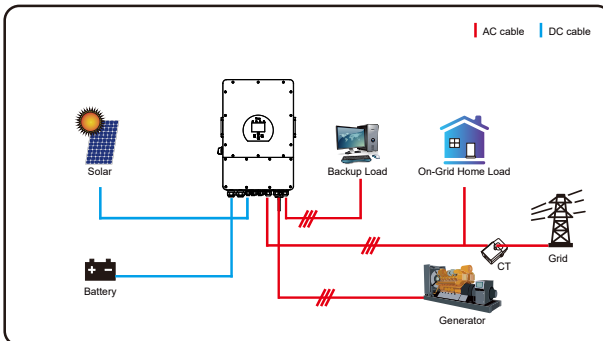 AC cable
DC cable
Solar
Backup Load
On-Grid Home Load
CT
Grid
Battery
Generator